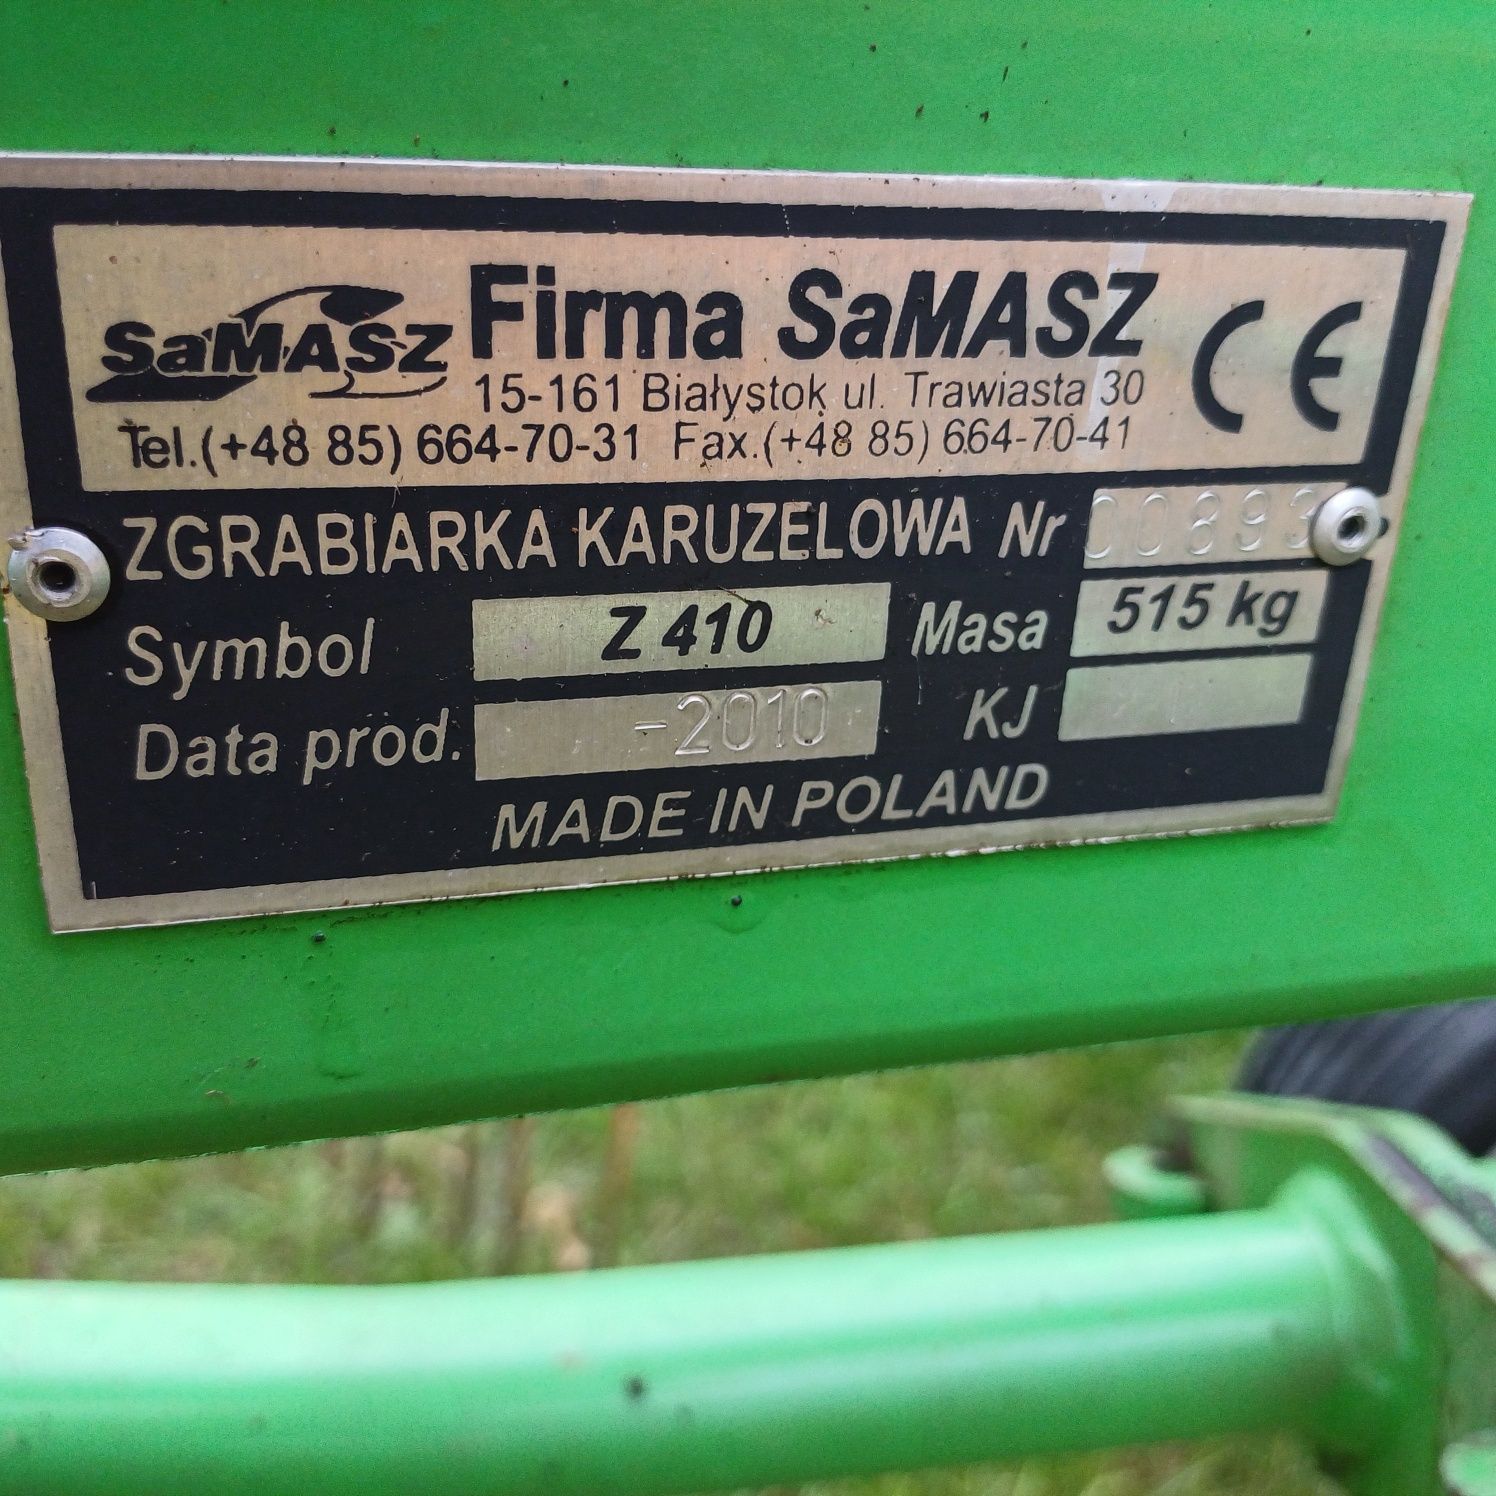 SaMASZ Firma SaMASZ CE
15-161 Białystok ul. Trawiasta 30
Tel.(+48 85) 664-70-31 Fax.(+48 85) 664-70-41
ZGRABIARKA KARUZELOWA Nr 00893
Symbol Z 410 Masa 515 kg
Data prod. -2010 KJ
MADE IN POLAND